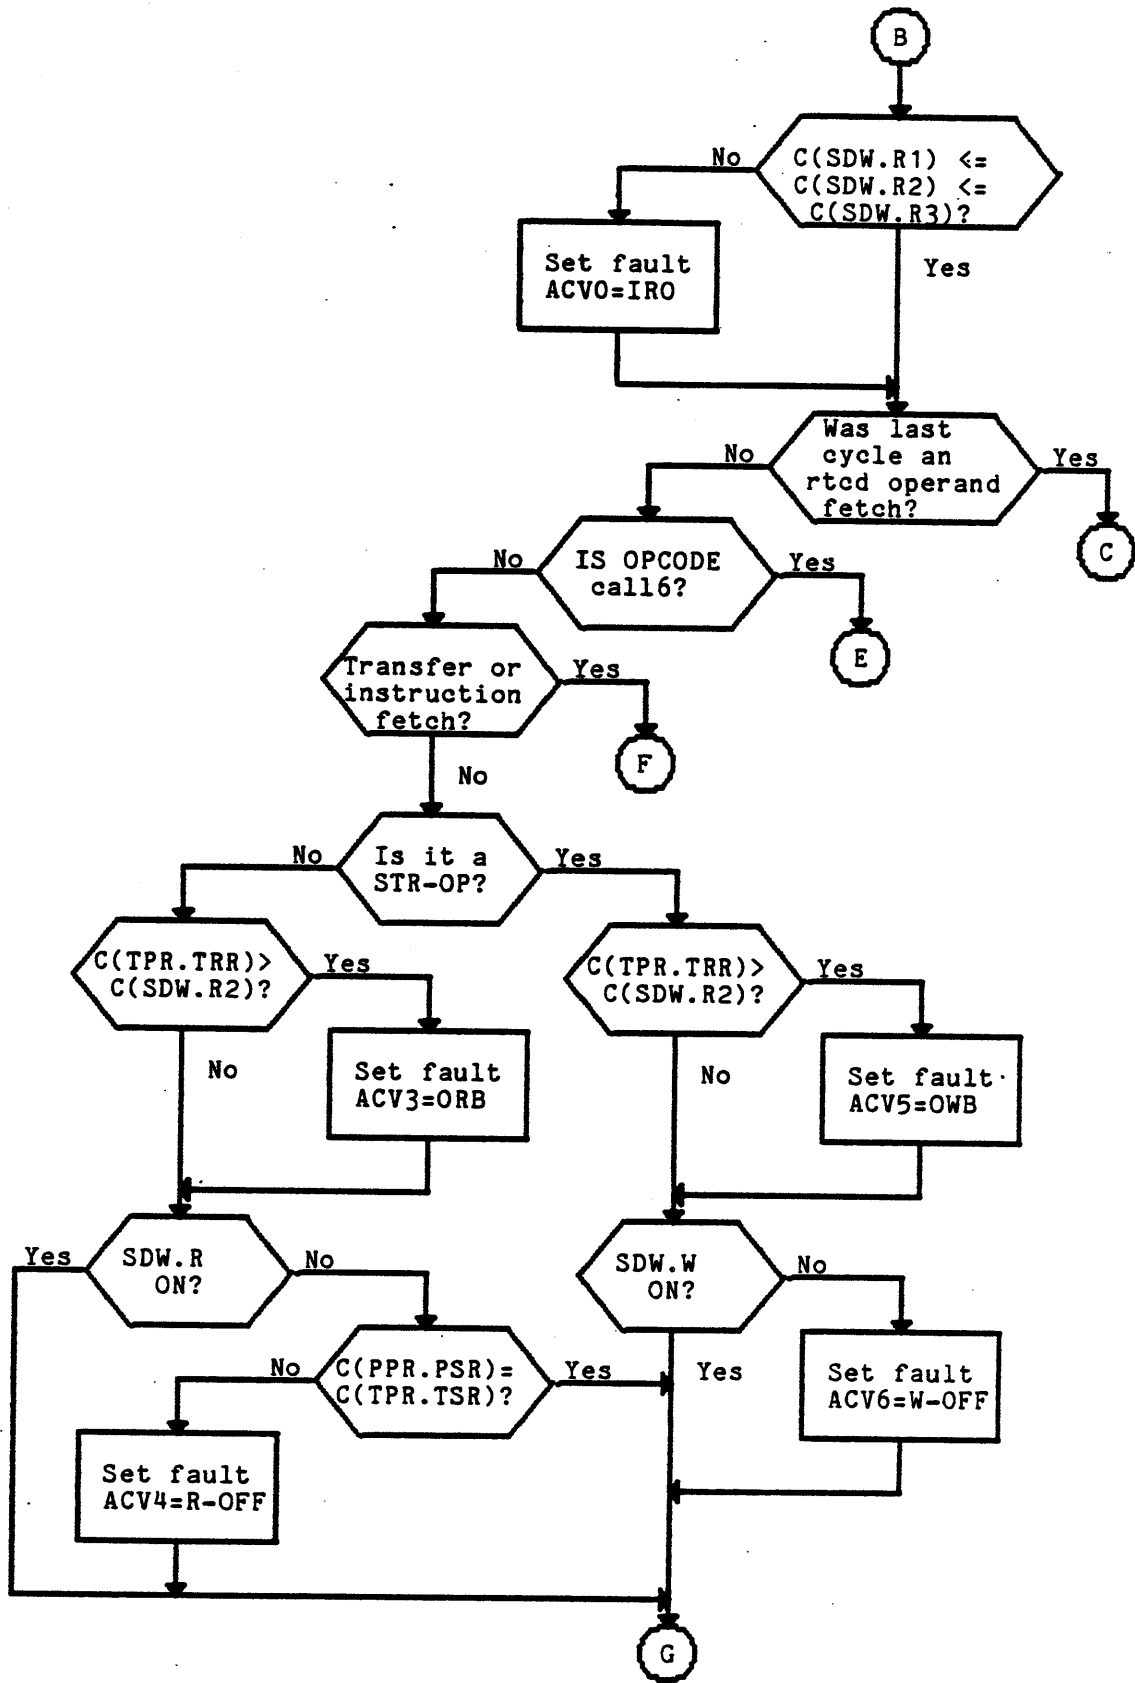 B
C(SDW.R1) <=
C(SDW.R2) <=
C(SDW.R3)?
No
Yes
Set fault
ACV0=IRO
Was last
cycle an
rtcd operand
fetch?
No
Yes
C
IS OPCODE
call6?
No
Yes
E
Transfer or
instruction
fetch?
Yes
F
No
Is it a
STR-OP?
No
Yes
C(TPR.TRR)>
C(SDW.R2)?
Yes
C(TPR.TRR)>
C(SDW.R2)?
Yes
No
Set fault
ACV3=ORB
No
Set fault
ACV5=OWB
Yes
SDW.R
ON?
No
SDW.W
ON?
No
No
C(PPR.PSR)=
C(TPR.TSR)?
Yes
Yes
Set fault
ACV6=W-OFF
Set fault
ACV4=R-OFF
G